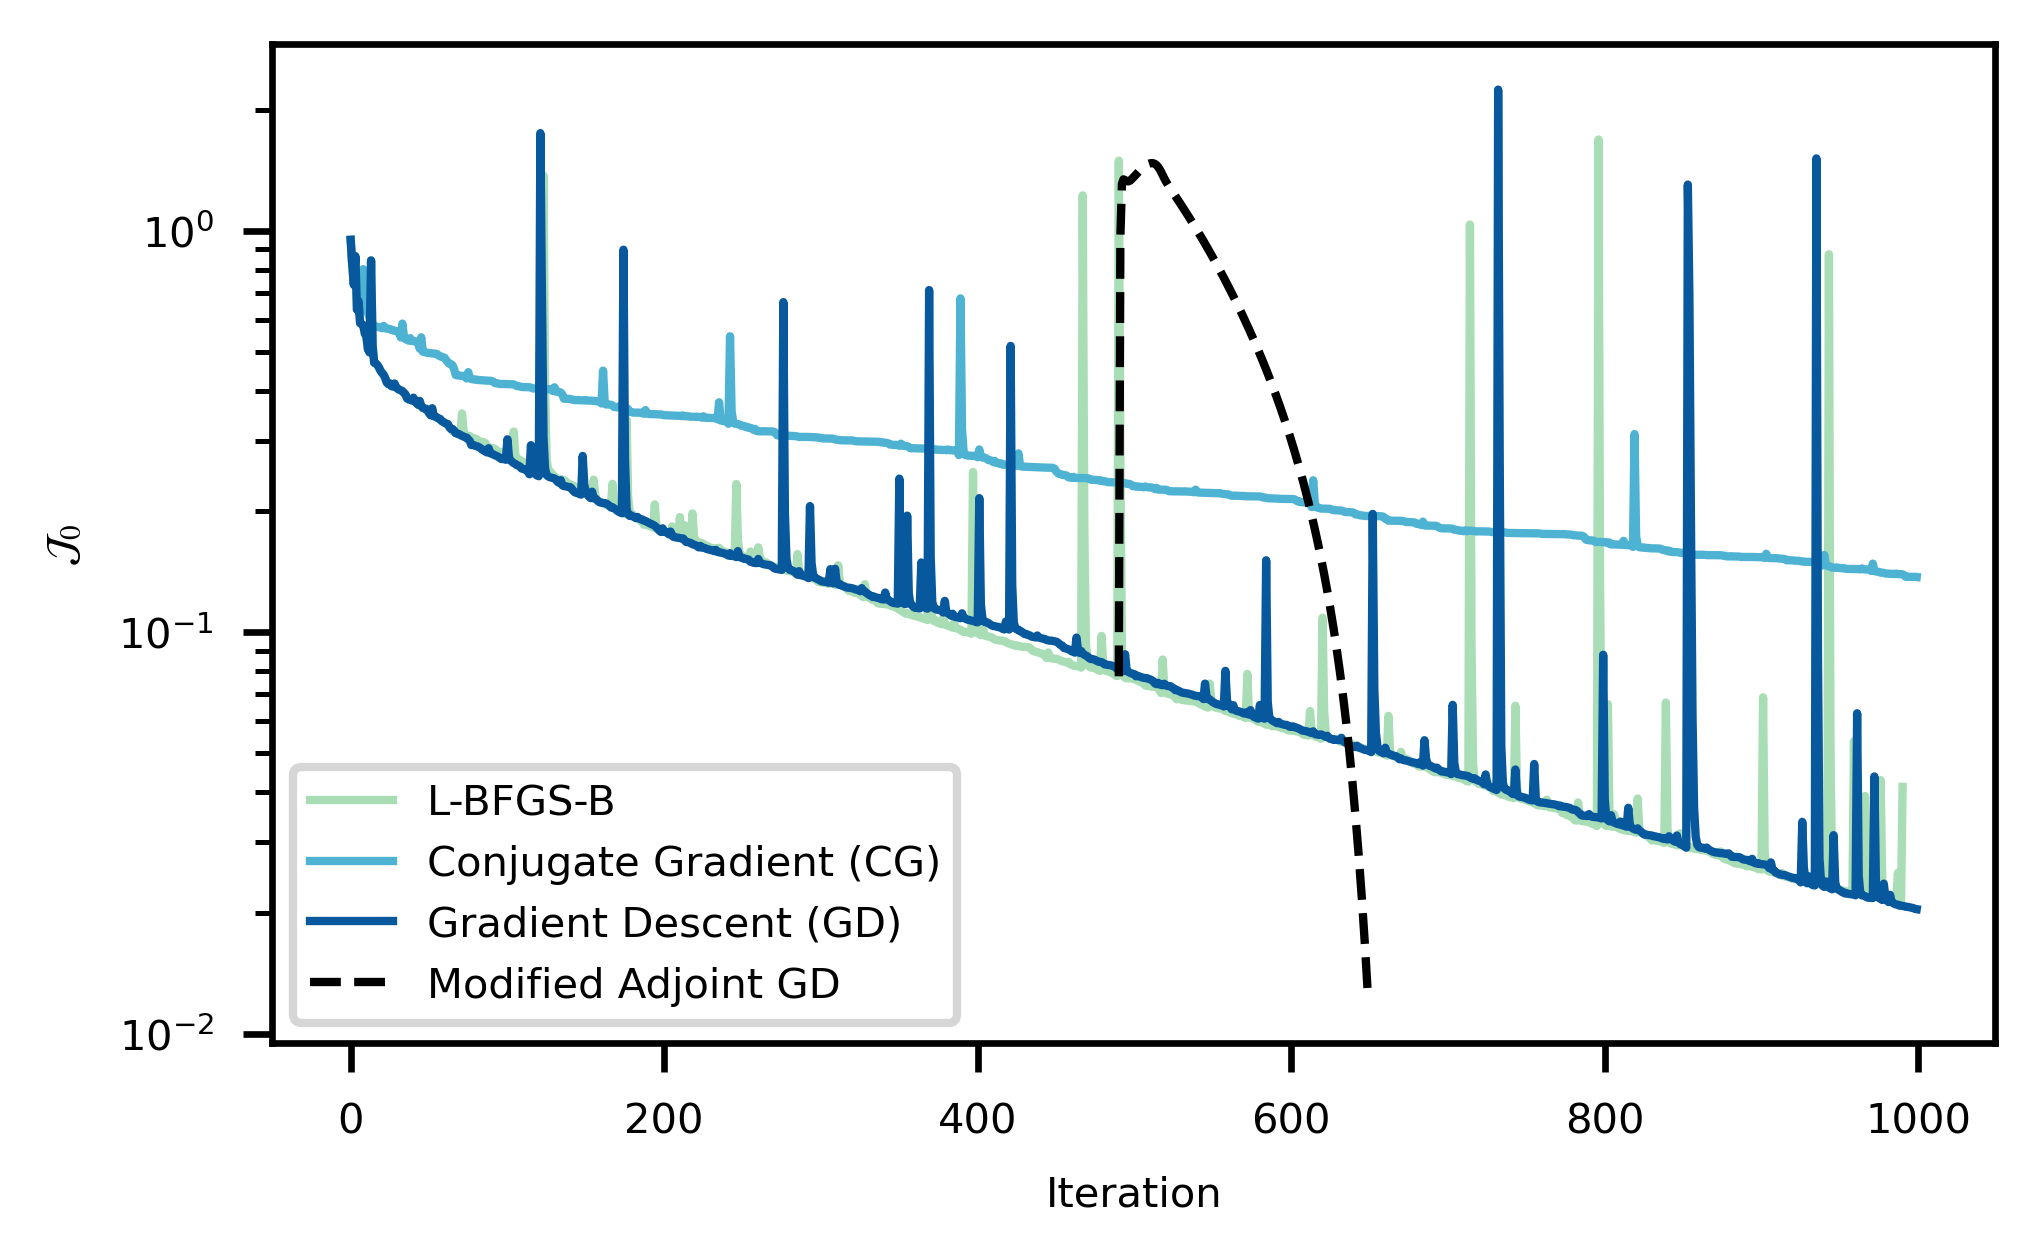 10⁰
10⁻¹
10⁻²
𝒥₀
L-BFGS-B
Conjugate Gradient (CG)
Gradient Descent (GD)
Modified Adjoint GD
0 200 400 600 800 1000
Iteration